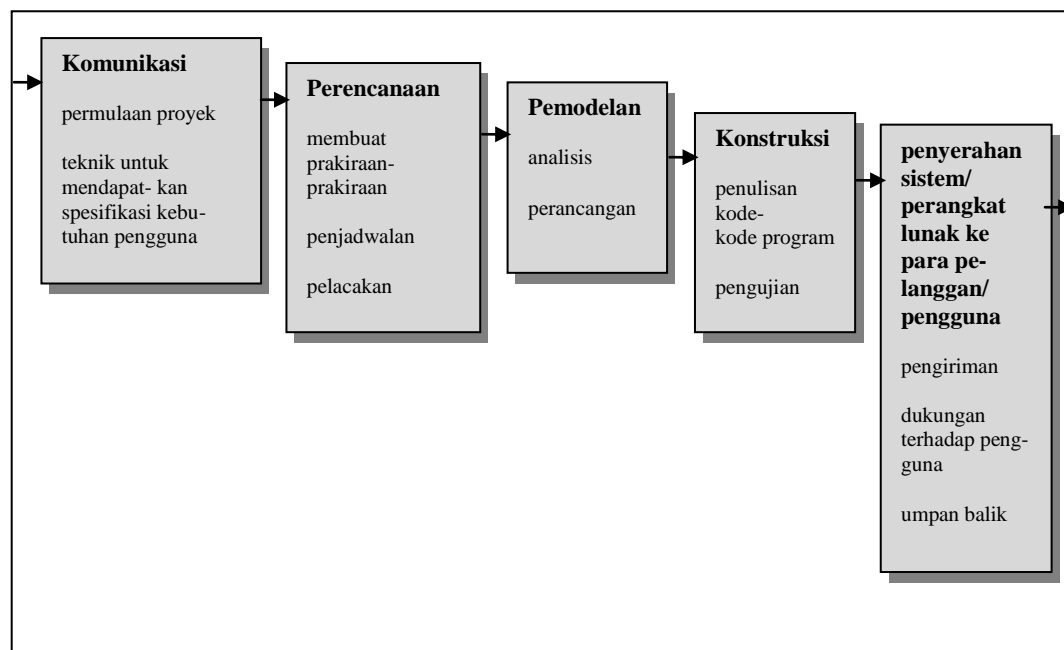 Komunikasi
permulaan proyek
teknik untuk
mendapat- kan
spesifikasi kebu-
tuhan pengguna
Perencanaan
membuat
prakiraan-
prakiraan
penjadwalan
pelacakan
Pemodelan
analisis
perancangan
Konstruksi
penulisan
kode-
kode program
pengujian
penyerahan
sistem/
perangkat
lunak ke
para pe-
langgan/
pengguna
pengiriman
dukungan
terhadap peng-
guna
umpan balik